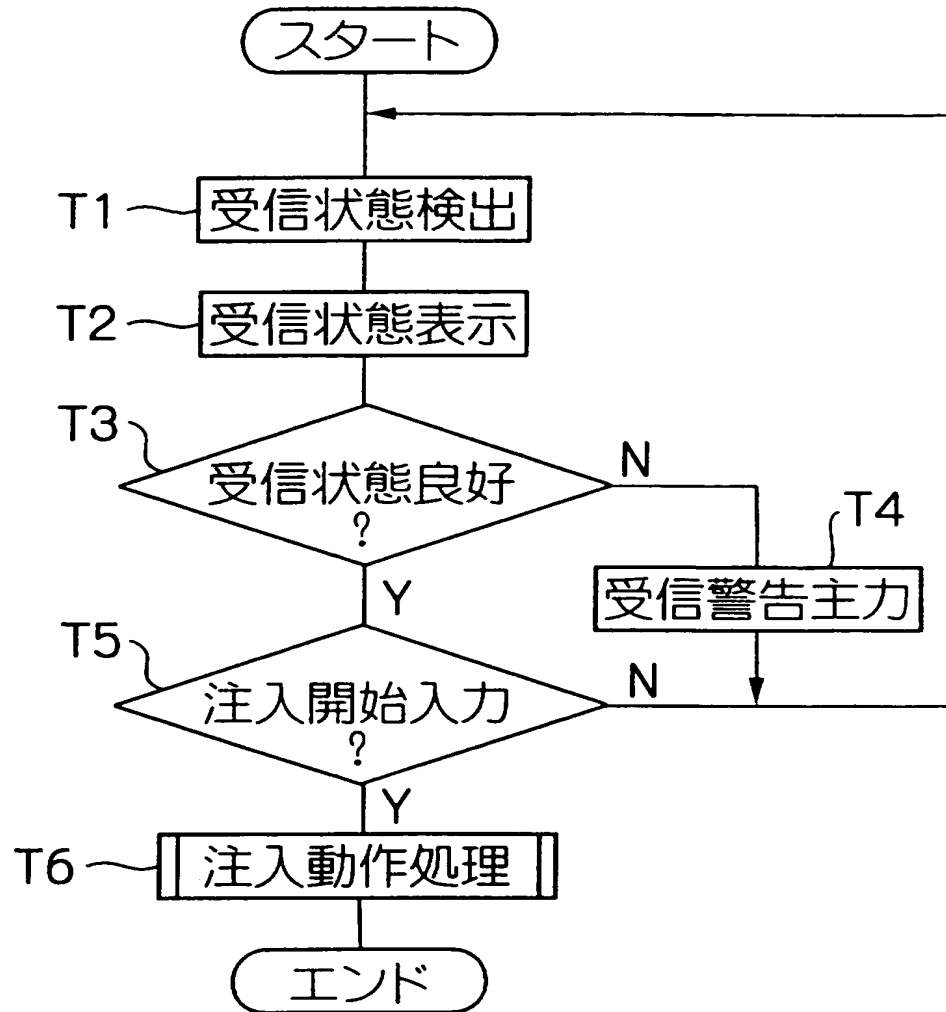 スタート
T1
受信状態検出
T2
受信状態表示
T3
受信状態良好
?
N
T4
受信警告主力
Y
T5
注入開始入力
?
N
Y
T6
注入動作処理
エンド